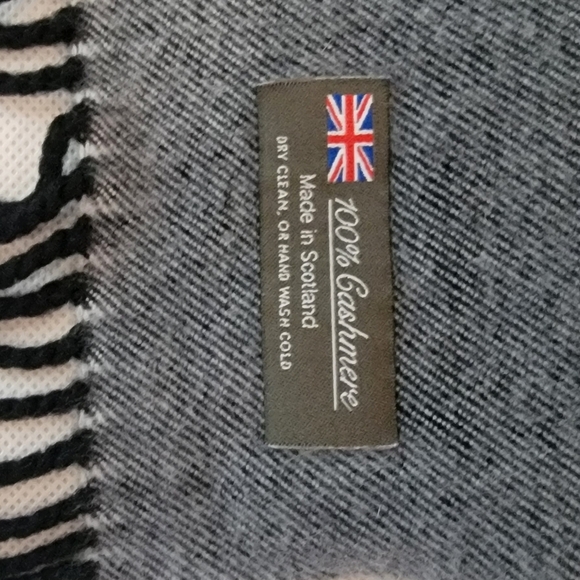 100% Cashmere
Made in Scotland
DRY CLEAN, OR HAND WASH COLD